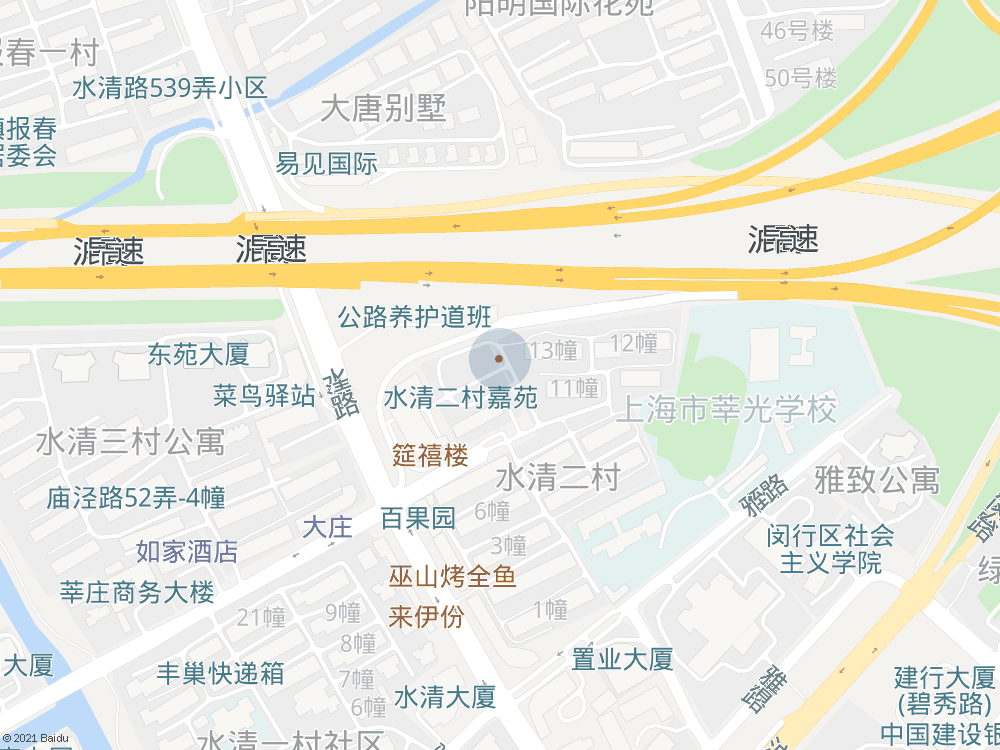 阳明国际花苑
46号楼
报春一村
50号楼
水清路539弄小区
大唐别墅
镇报春
居委会
易见国际
高速
高速
高速
公路养护道班
东苑大厦
13幢
12幢
水清路
菜鸟驿站
水清二村嘉苑
11幢
上海市莘光学校
水清三村公寓
筵禧楼
水清二村
雅致公寓
庙泾路52弄-4幢
雅路
大庄
百果园
6幢
闵行区社会
主义学院
如家酒店
3幢
路
绿
莘庄商务大楼
巫山烤全鱼
来伊份
21幢
9幢
1幢
8幢
大厦
丰巢快递箱
置业大厦
7幢
水清大厦
6幢
雅路
建行大厦
(碧秀路)
中国建设银
水清一村社区
© 2021 Baidu